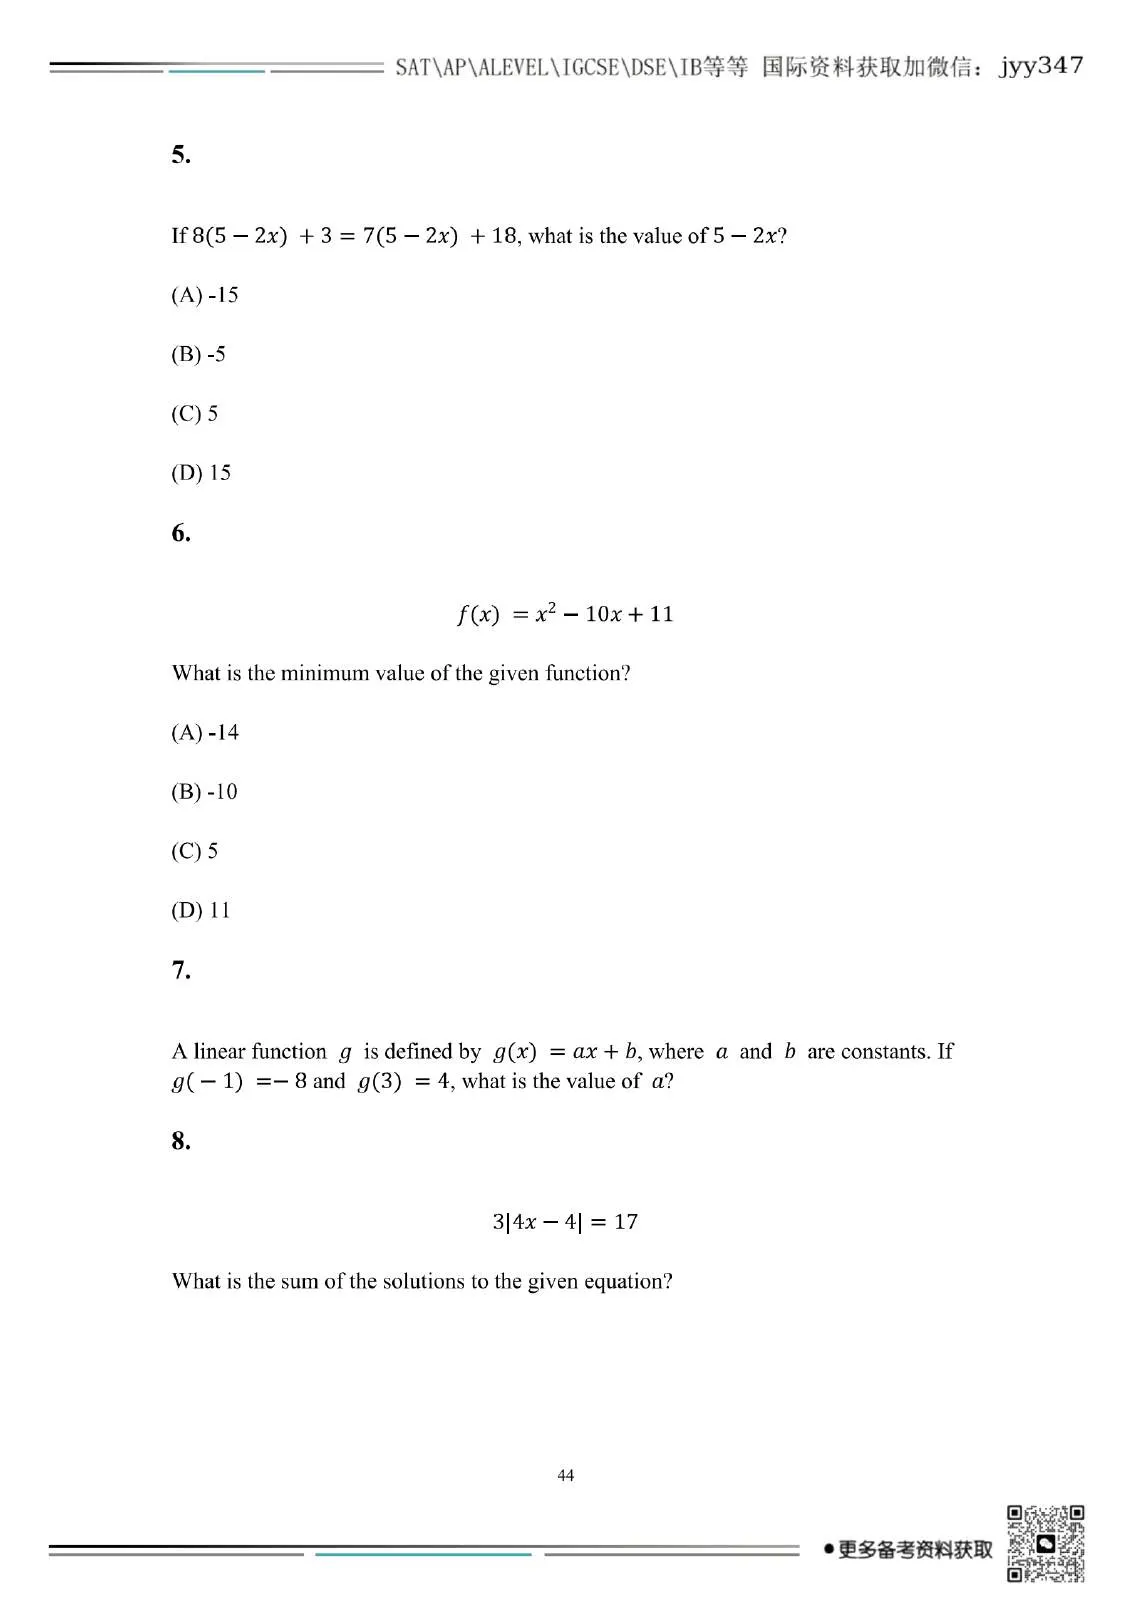 SAT\AP\ALEVEL\IGCSE\DSE\IB等等 国际资料获取加微信：jyy347
5.
If 8(5 − 2x) + 3 = 7(5 − 2x) + 18, what is the value of 5 − 2x?
(A) -15
(B) -5
(C) 5
(D) 15
6.
f(x) = x² − 10x + 11
What is the minimum value of the given function?
(A) -14
(B) -10
(C) 5
(D) 11
7.
A linear function g is defined by g(x) = ax + b, where a and b are constants. If
g(− 1) =− 8 and g(3) = 4, what is the value of a?
8.
3|4x − 4| = 17
What is the sum of the solutions to the given equation?
44
●更多备考资料获取